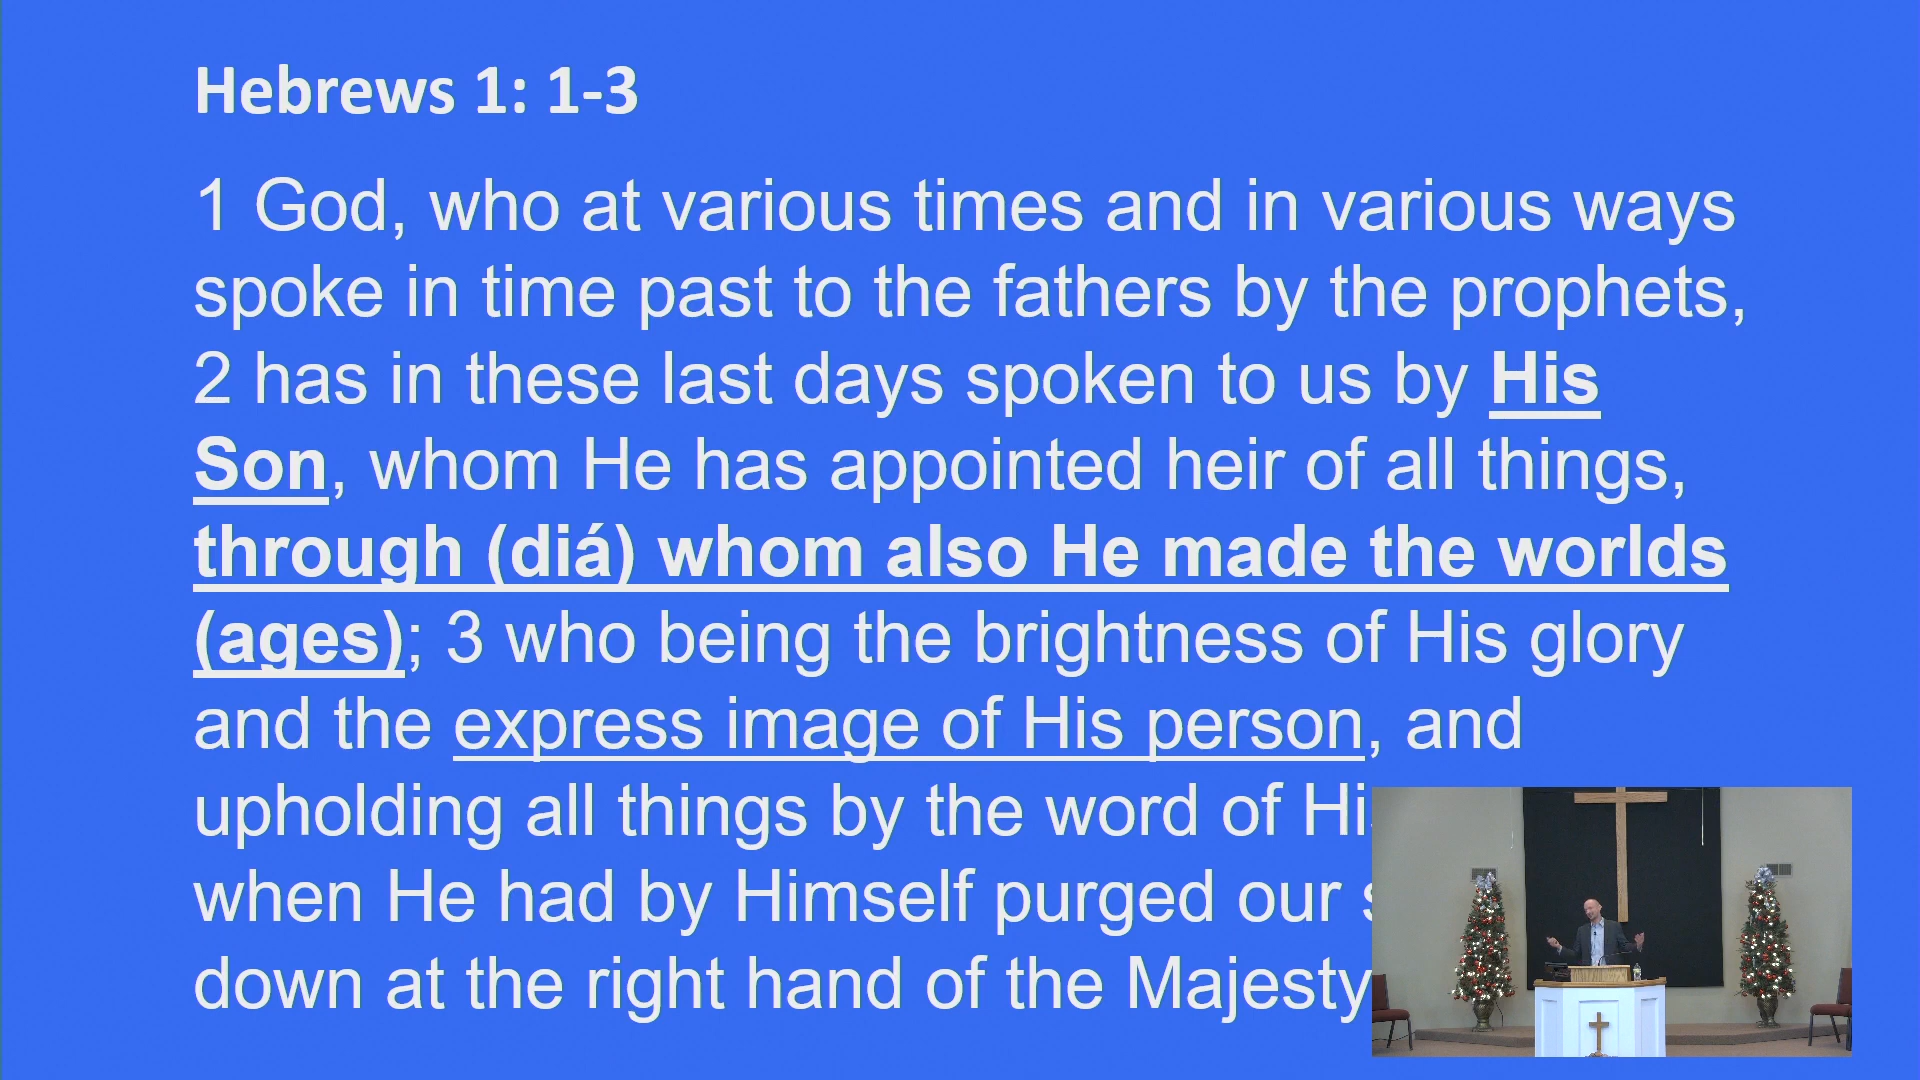 Hebrews 1: 1-3
1 God, who at various times and in various ways
spoke in time past to the fathers by the prophets,
2 has in these last days spoken to us by His
Son, whom He has appointed heir of all things,
through (diá) whom also He made the worlds
(ages); 3 who being the brightness of His glory
and the express image of His person, and
upholding all things by the word of
when He had by Himself purged our
down at the right hand of the Majesty